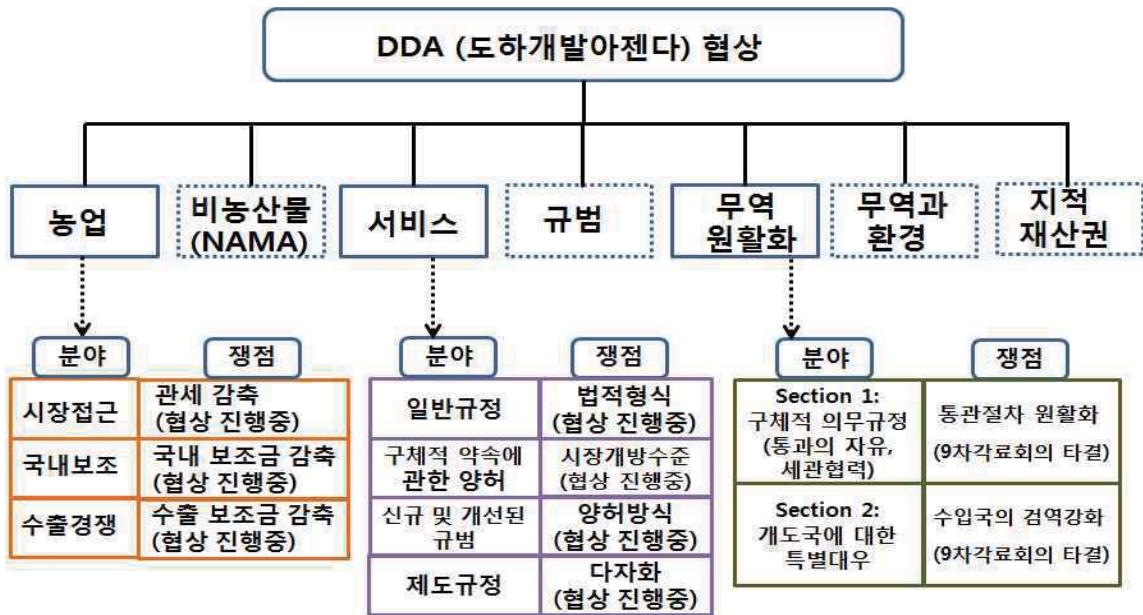 DDA (도하개발아젠다) 협상
농업
비농산물
(NAMA)
서비스
규범
무역
원활화
무역과
환경
지적
재산권
분야
쟁점
시장접근
관세 감축
(협상 진행중)
국내보조
국내 보조금 감축
(협상 진행중)
수출경쟁
수출 보조금 감축
(협상 진행중)
분야
쟁점
일반규정
법적형식
(협상 진행중)
구체적 약속에
관한 양허
시장개방수준
(협상 진행중)
신규 및 개선된
규범
양허방식
(협상 진행중)
제도규정
다자화
(협상 진행중)
분야
쟁점
Section 1:
구체적 의무규정
(통과의 자유,
세관협력)
통관절차 원활화
(9차각료회의 타결)
Section 2:
개도국에 대한
특별대우
수입국의 검역강화
(9차각료회의 타결)